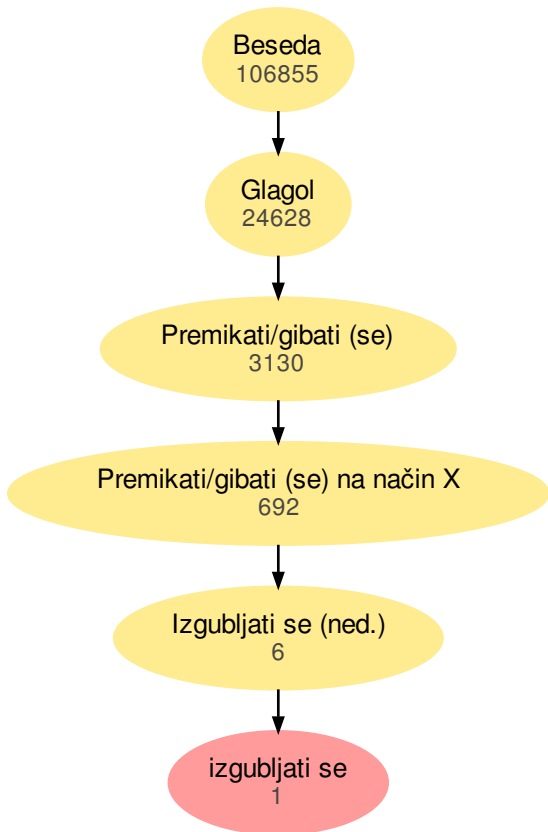 Beseda
106855
Glagol
24628
Premikati/gibati (se)
3130
Premikati/gibati (se) na način X
692
Izgubljati se (ned.)
6
izgubljati se
1